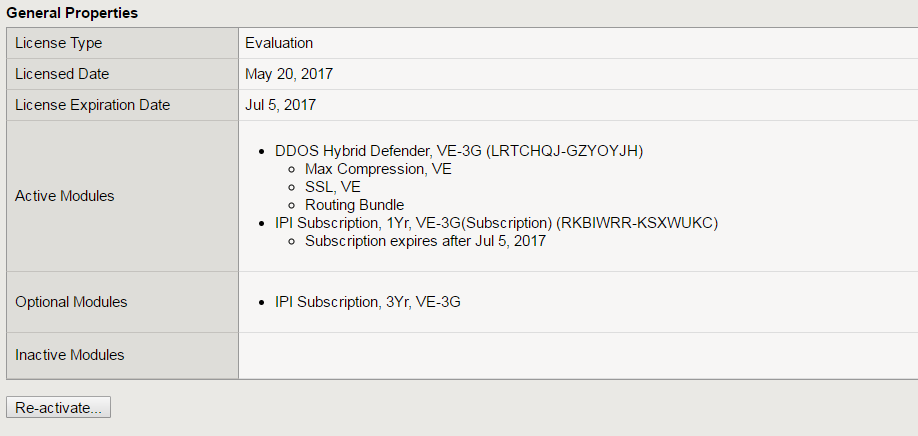 General Properties
License Type Evaluation
Licensed Date May 20, 2017
License Expiration Date Jul 5, 2017
Active Modules
DDOS Hybrid Defender, VE-3G (LRTCHQJ-GZYOYJH)
Max Compression, VE
SSL, VE
Routing Bundle
IPI Subscription, 1Yr, VE-3G(Subscription) (RKBIWRR-KSXWUKC)
Subscription expires after Jul 5, 2017
Optional Modules IPI Subscription, 3Yr, VE-3G
Inactive Modules
Re-activate...